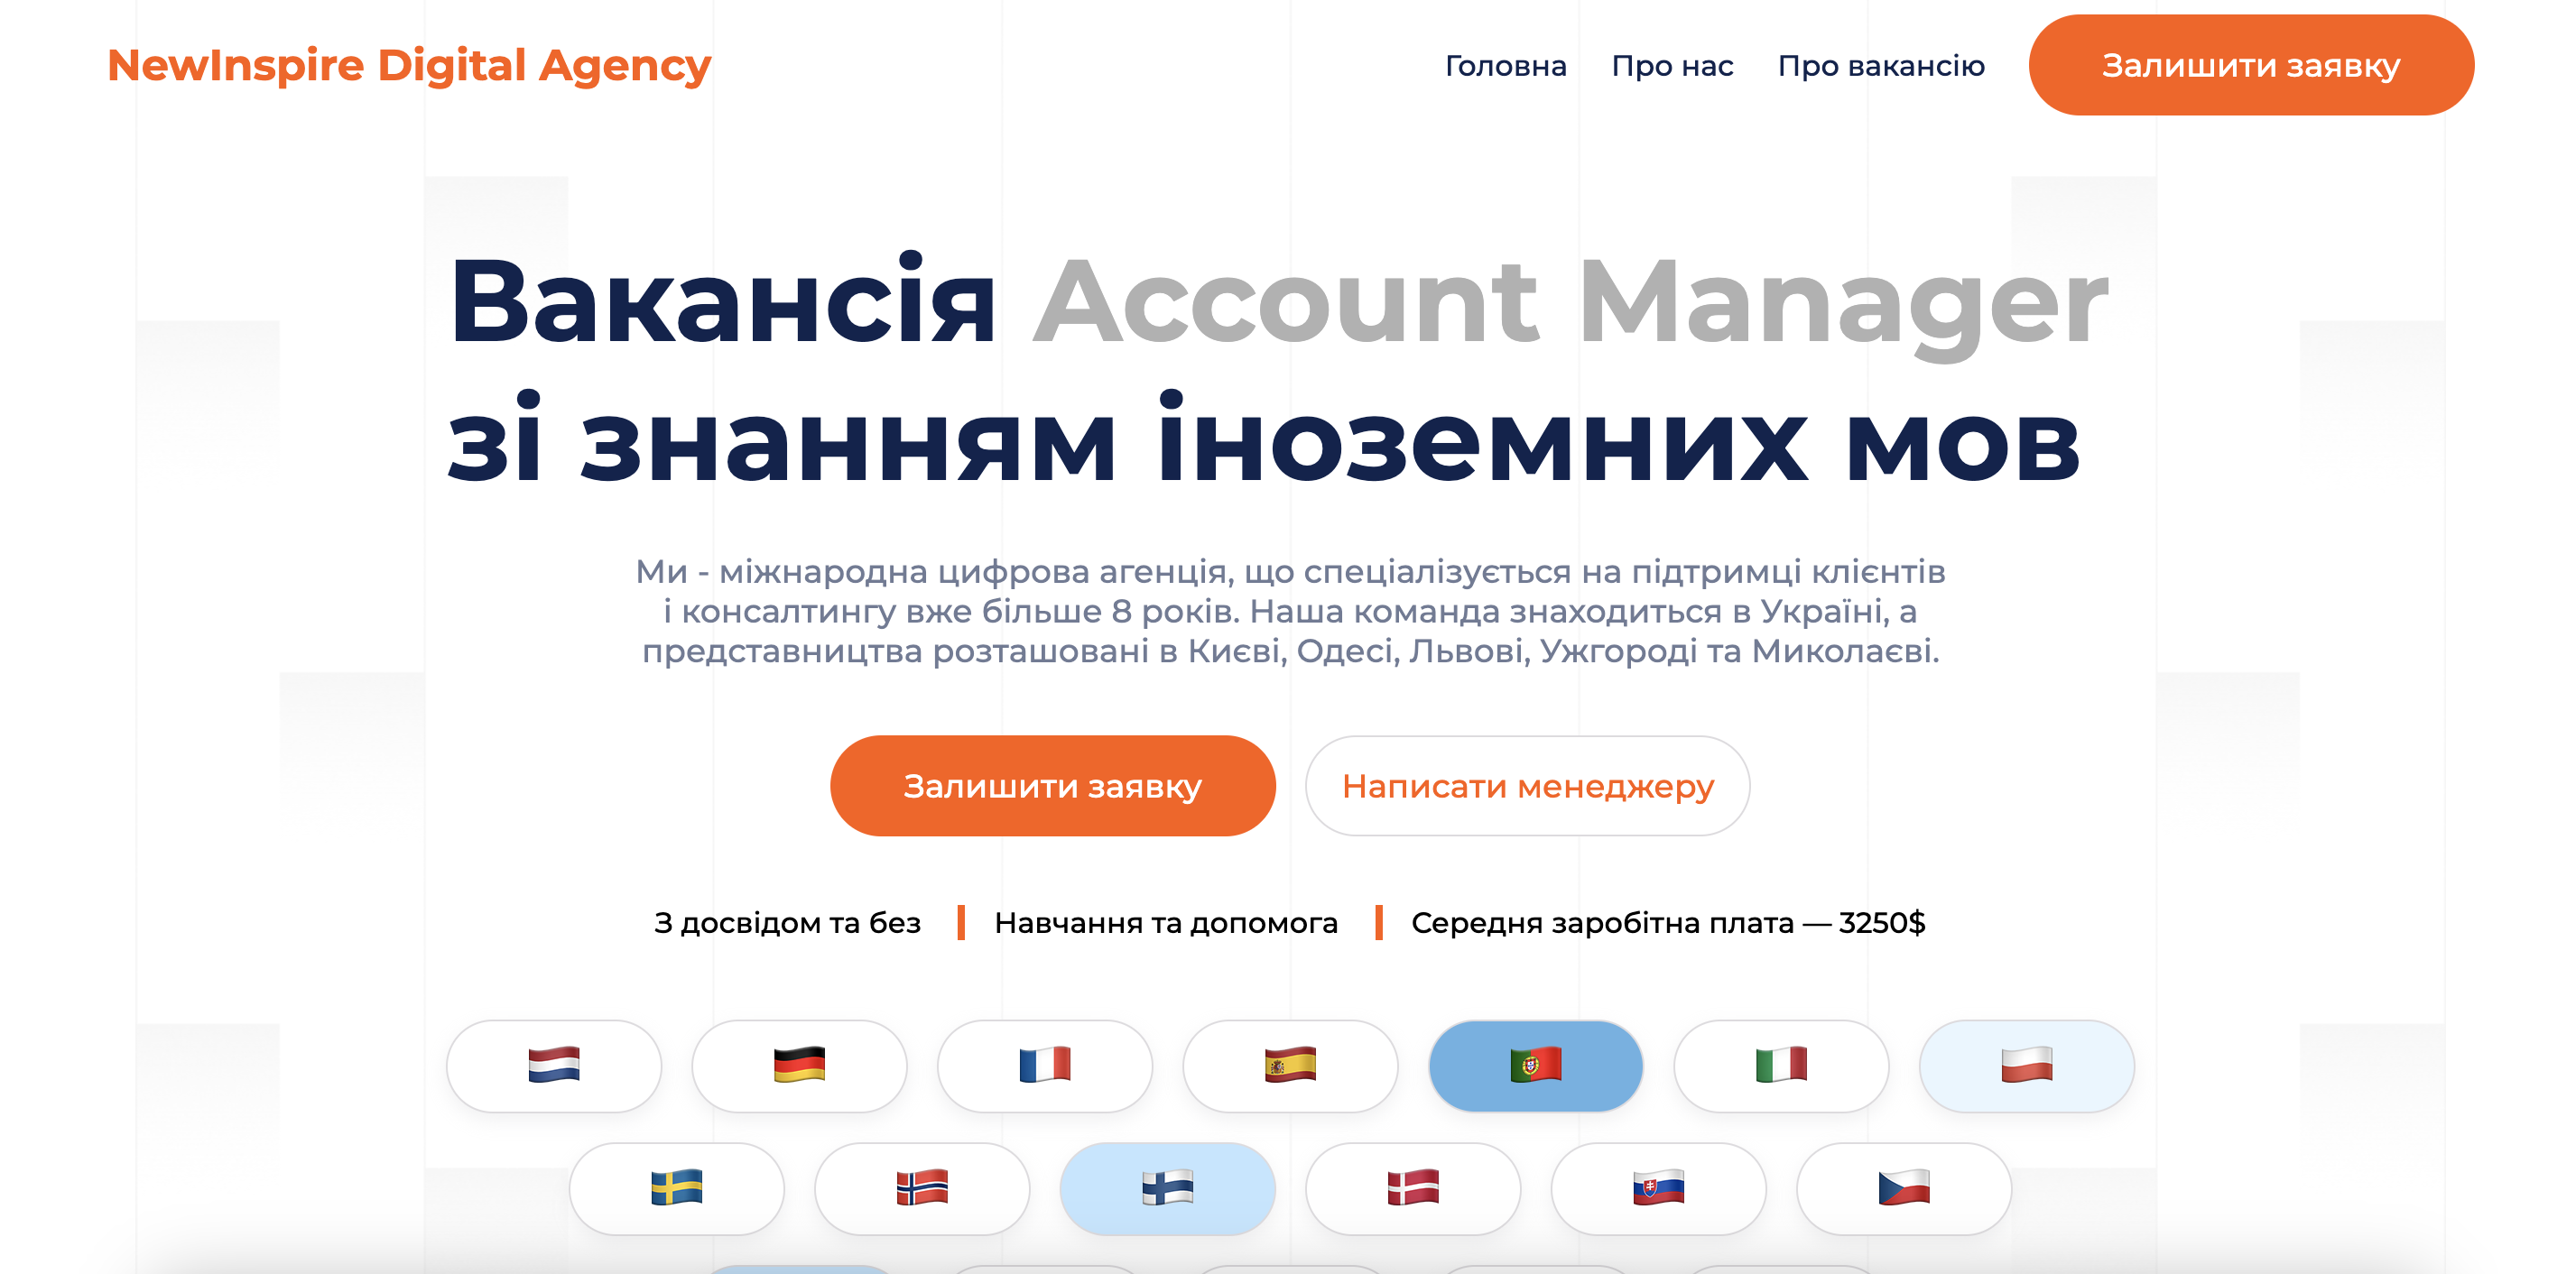 NewInspire Digital Agency
Головна
Про нас
Про вакансію
Залишити заявку
Вакансія Account Manager
зі знанням іноземних мов
Ми - міжнародна цифрова агенція, що спеціалізується на підтримці клієнтів
і консалтингу вже більше 8 років. Наша команда знаходиться в Україні, а
представництва розташовані в Києві, Одесі, Львові, Ужгороді та Миколаєві.
Залишити заявку
Написати менеджеру
З досвідом та без
Навчання та допомога
Середня заробітна плата — 3250$